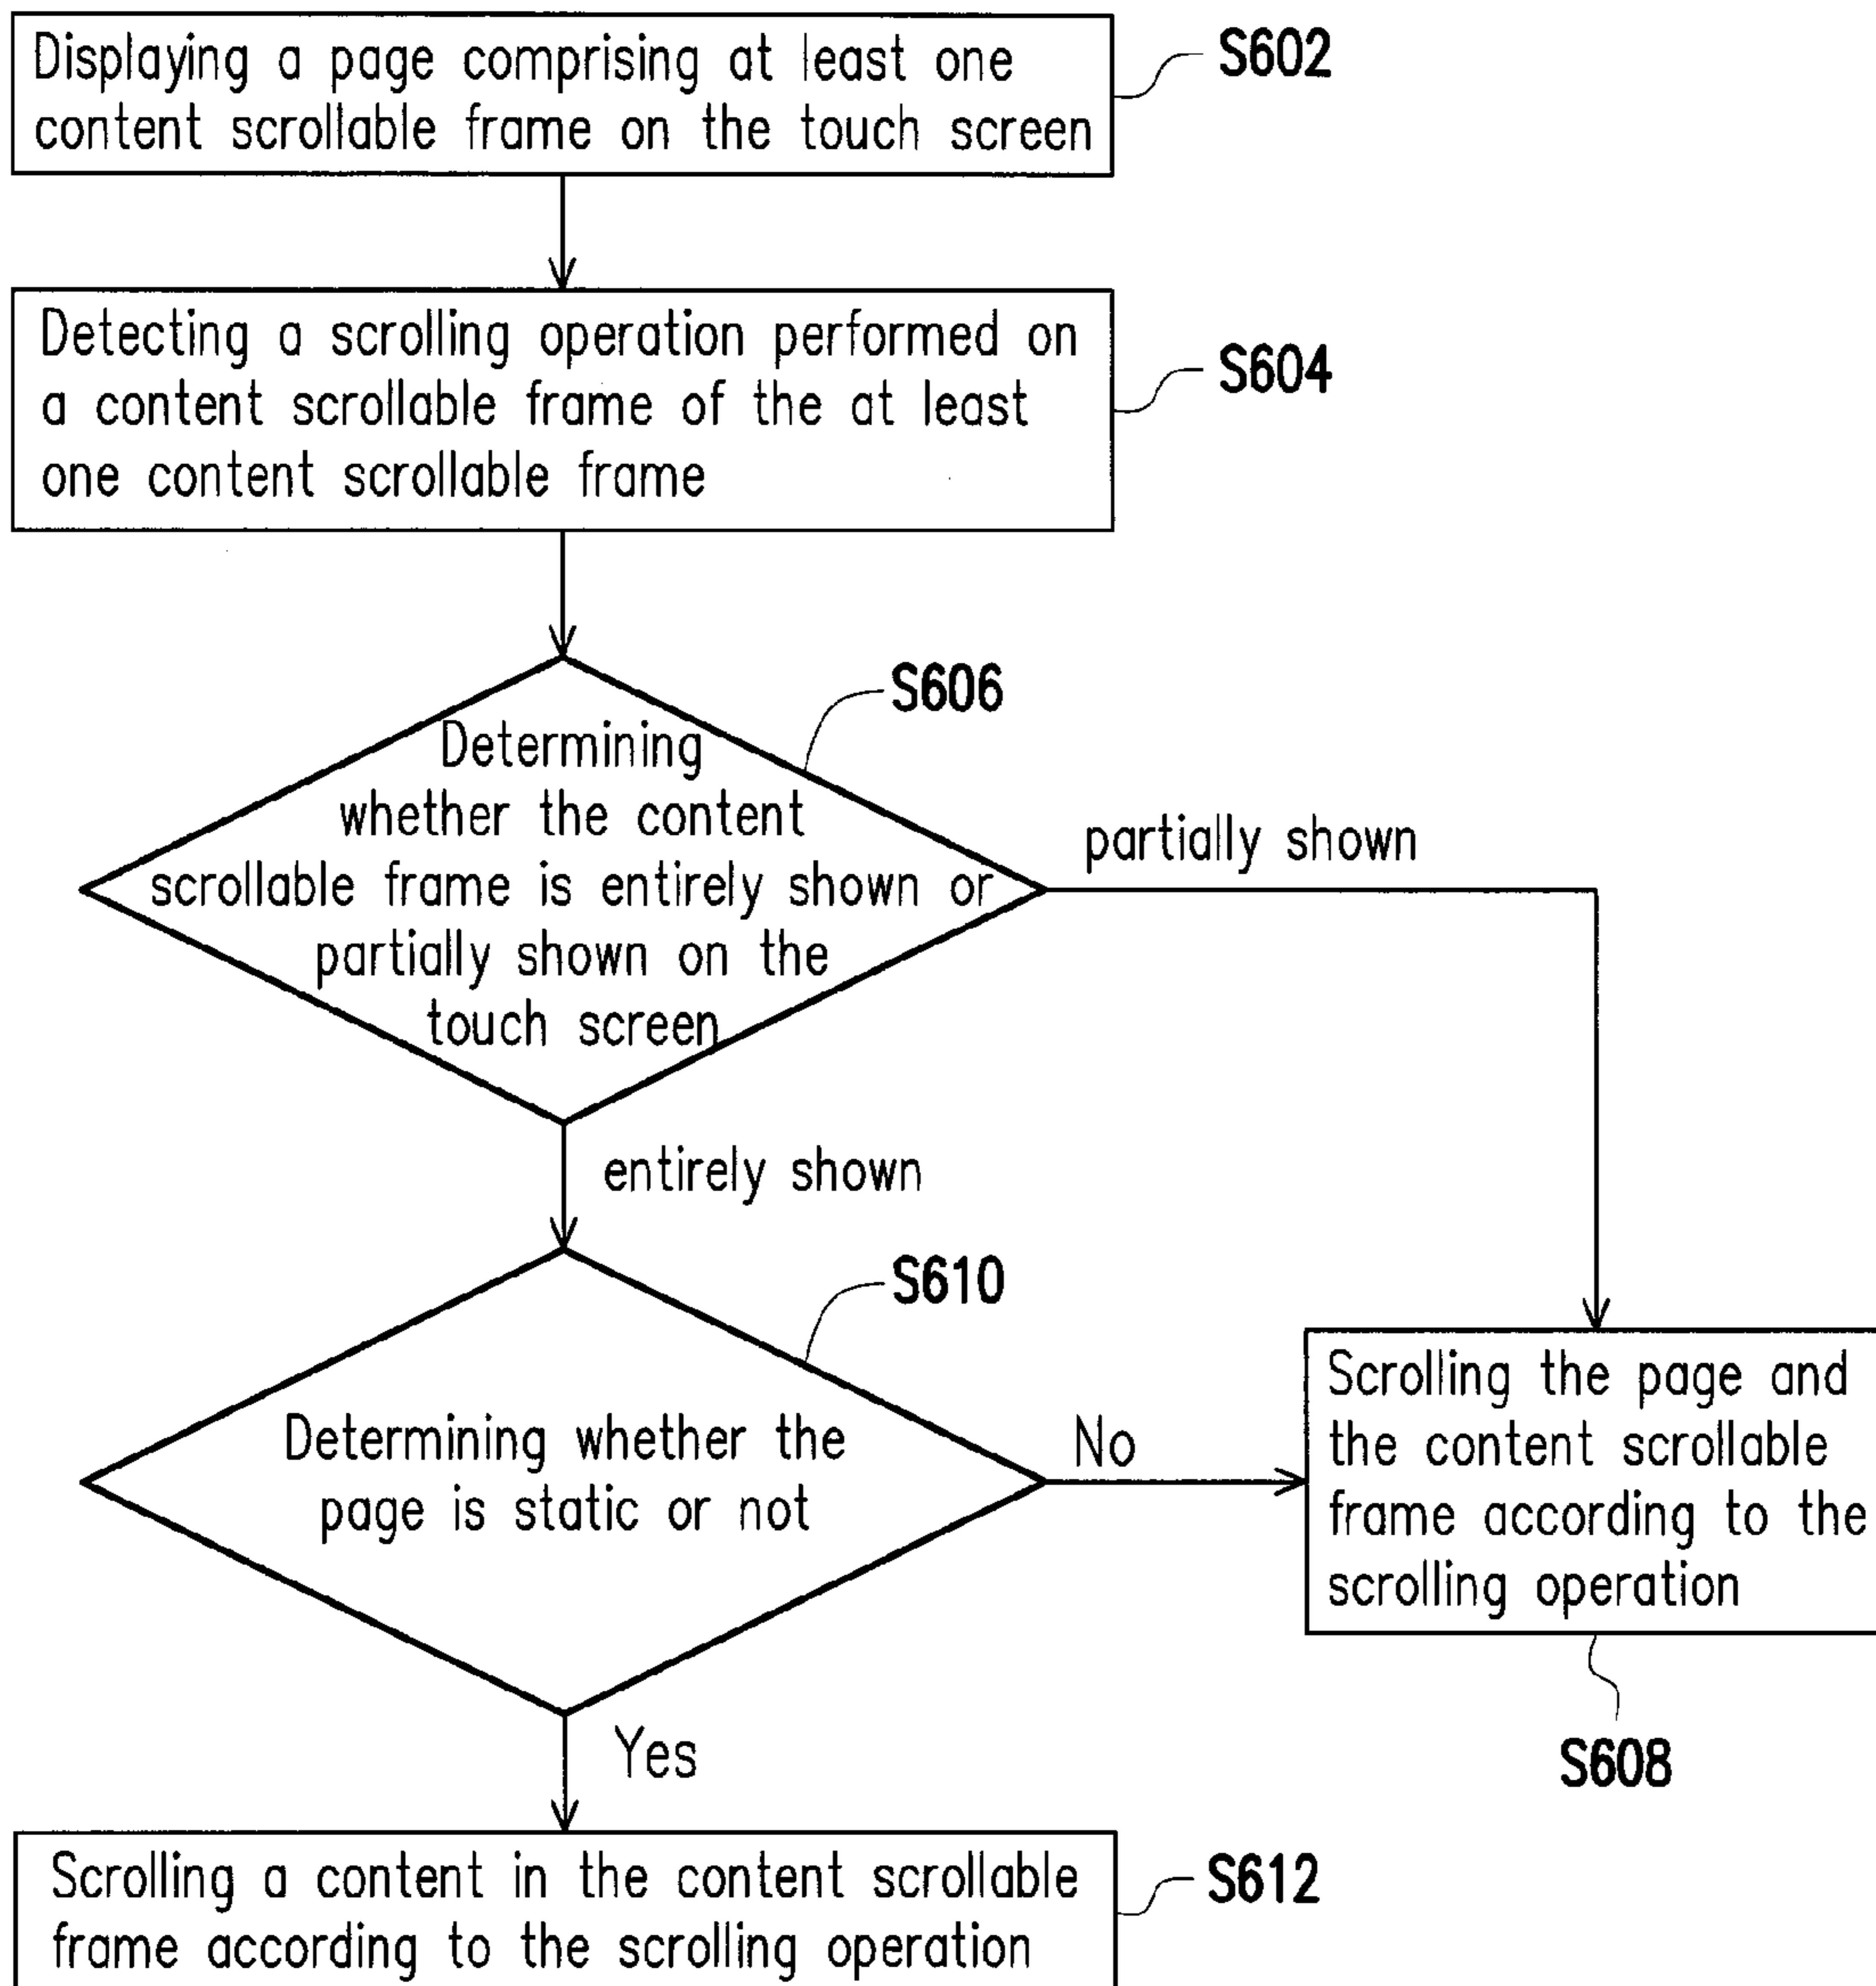 Displaying a page comprising at least one
content scrollable frame on the touch screen
S602
Detecting a scrolling operation performed on
a content scrollable frame of the at least
one content scrollable frame
S604
S606
Determining
whether the content
scrollable frame is entirely shown or
partially shown on the
touch screen
partially shown
entirely shown
S610
Determining whether the
page is static or not
No
Scrolling the page and
the content scrollable
frame according to the
scrolling operation
S608
Yes
Scrolling a content in the content scrollable
frame according to the scrolling operation
S612